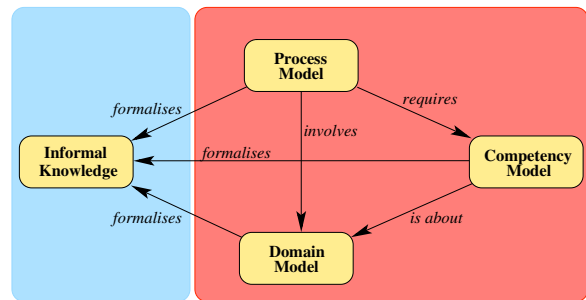 Process
Model
formalises
requires
involves
Informal
Knowledge
formalises
Competency
Model
formalises
is about
Domain
Model